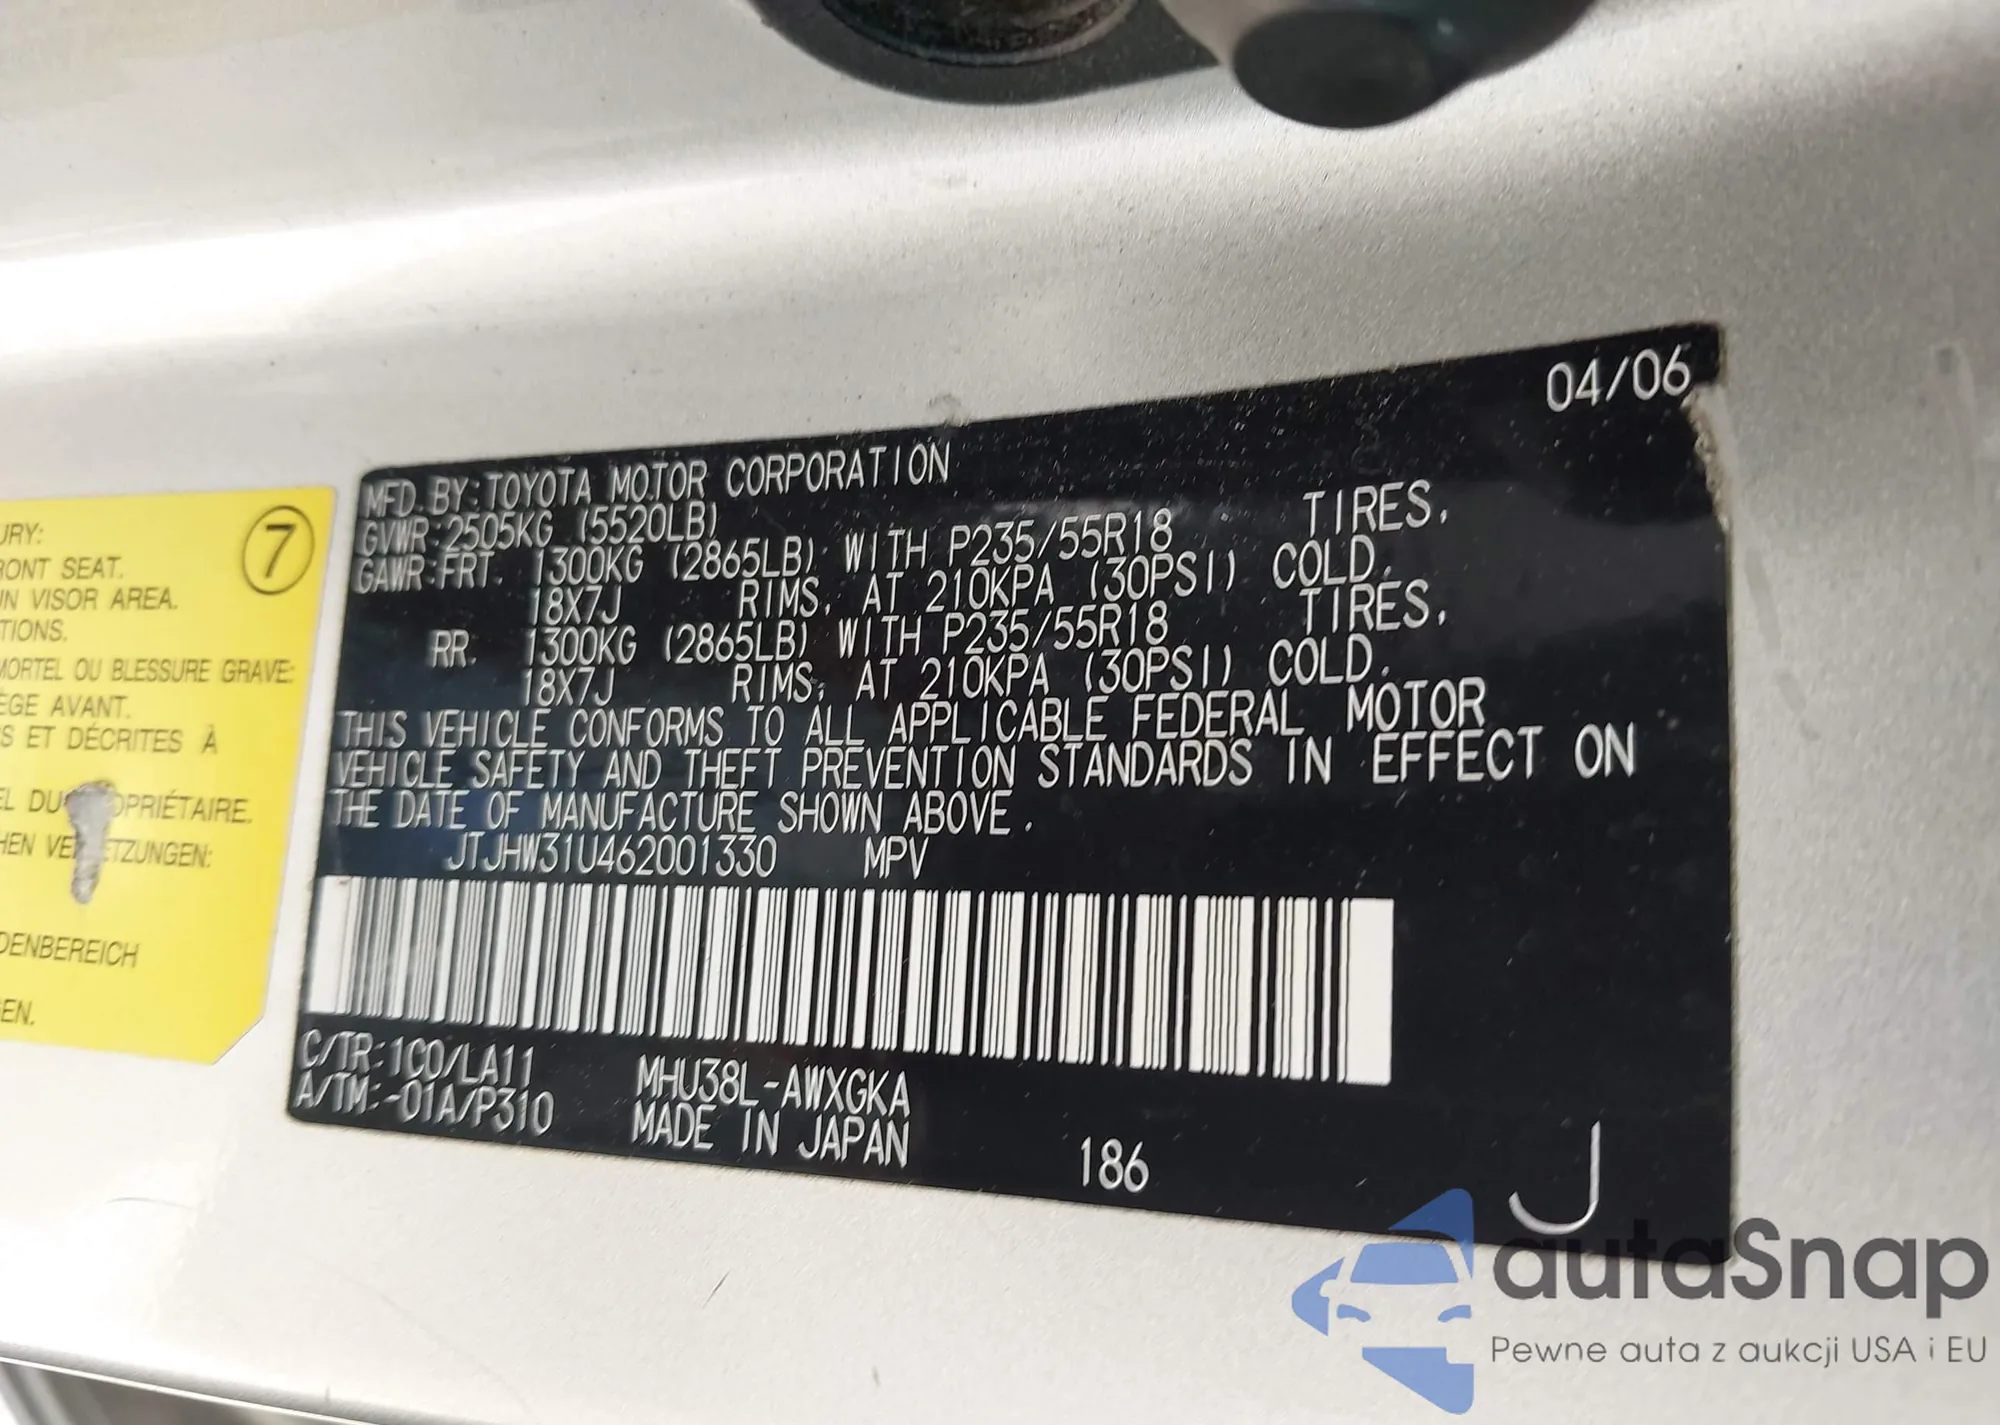 04/06
MFD. BY: TOYOTA MOTOR CORPORATION
GVWR: 2505KG (5520LB)
GAWR: FRT. 1300KG (2865LB) WITH P235/55R18 TIRES,
18X7J RIMS, AT 210KPA (30PSI) COLD.
RR. 1300KG (2865LB) WITH P235/55R18 TIRES,
18X7J RIMS, AT 210KPA (30PSI) COLD.
THIS VEHICLE CONFORMS TO ALL APPLICABLE FEDERAL MOTOR
VEHICLE SAFETY AND THEFT PREVENTION STANDARDS IN EFFECT ON
THE DATE OF MANUFACTURE SHOWN ABOVE.
JTJHW31U462001330 MPV
C/TR: 1C0/LA11 MHU38L-AWXGKA
A/TM: -01A/P310 MADE IN JAPAN
186
J
7
URY:
RONT SEAT.
UN VISOR AREA.
TIONS.
MORTEL OU BLESSURE GRAVE:
ÈGE AVANT.
S ET DÉCRITES À
EL DU OPRIÉTAIRE.
HEN VE ETZUNGEN:
DENBEREICH
GEN.
autaSnap
Pewne auta z aukcji USA i EU